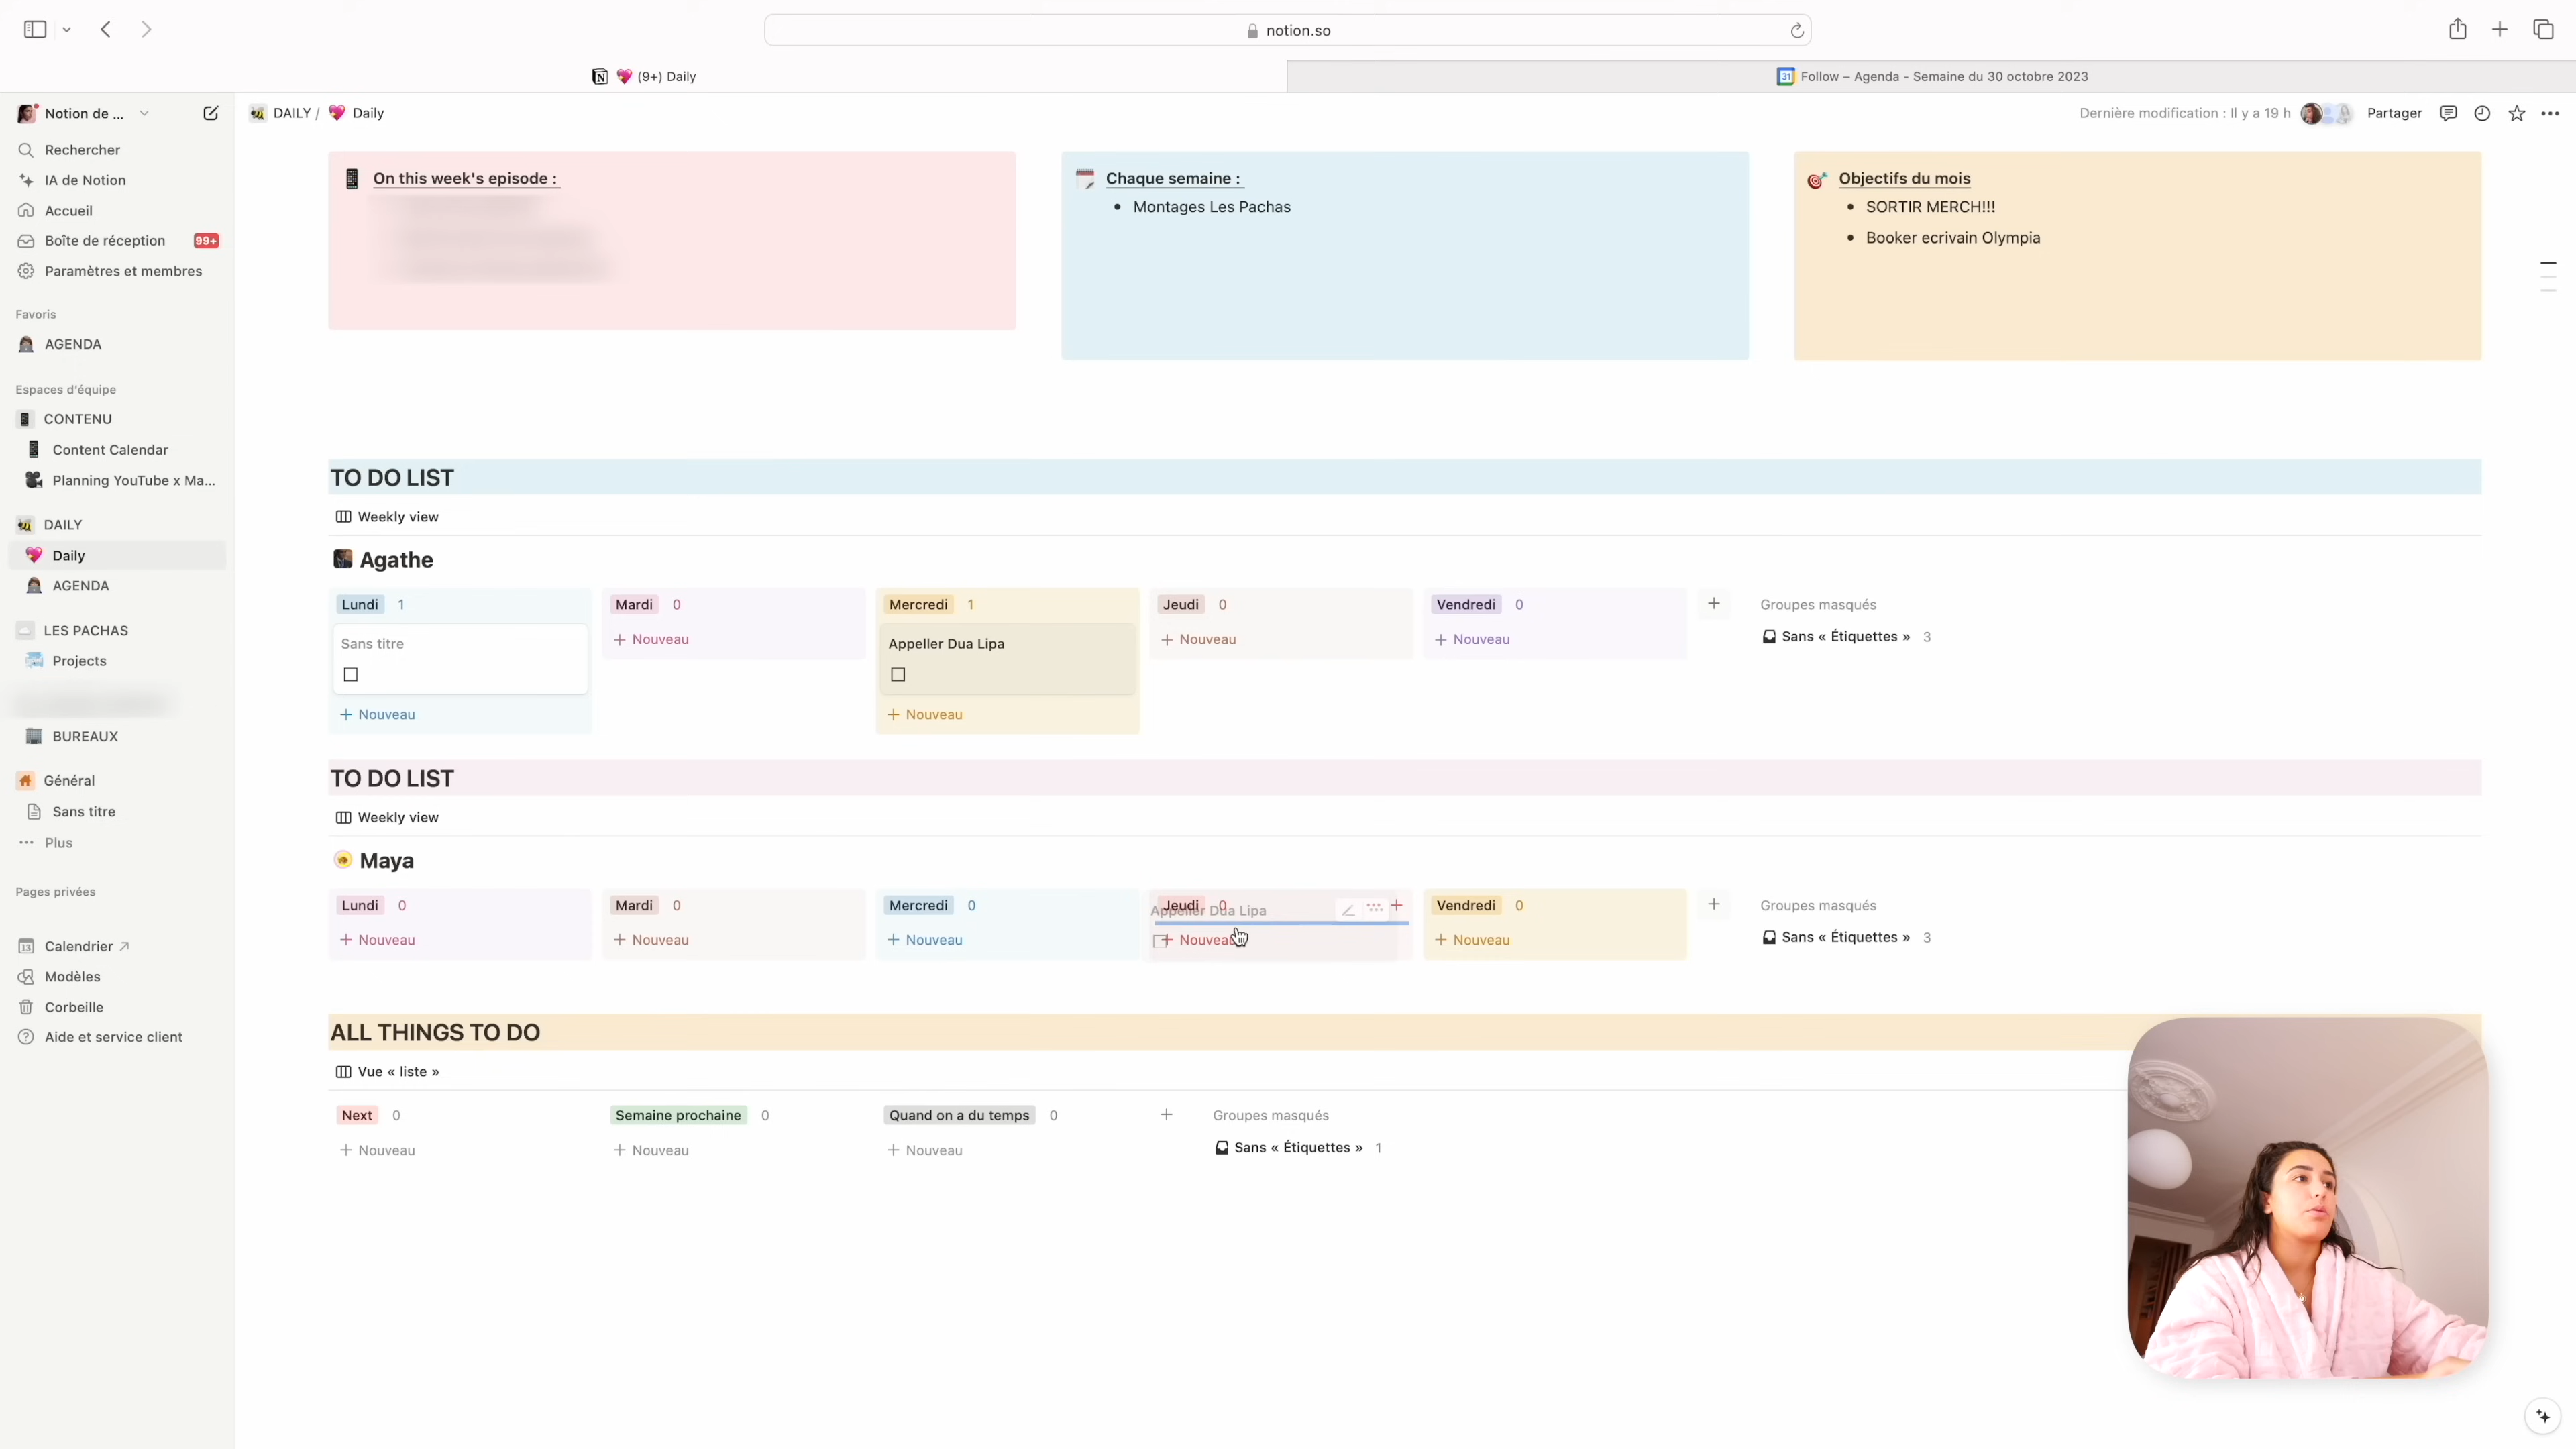 notion.so
(9+) Daily
Follow – Agenda - Semaine du 30 octobre 2023
Notion de ...
DAILY / Daily
Dernière modification : Il y a 19 h
Partager
Rechercher
IA de Notion
Accueil
Boîte de réception 99+
Paramètres et membres
Favoris
AGENDA
Espaces d'équipe
CONTENU
Content Calendar
Planning YouTube x Ma...
DAILY
Daily
AGENDA
LES PACHAS
Projects
BUREAUX
Général
Sans titre
Plus
Pages privées
13 Calendrier
Modèles
Corbeille
Aide et service client
On this week's episode :
Chaque semaine :
Montages Les Pachas
Objectifs du mois
SORTIR MERCH!!!
Booker ecrivain Olympia
TO DO LIST
Weekly view
Agathe
Lundi 1
Sans titre
Nouveau
Mardi 0
Nouveau
Mercredi 1
Appeller Dua Lipa
Nouveau
Jeudi 0
Nouveau
Vendredi 0
Nouveau
Groupes masqués
Sans « Étiquettes » 3
TO DO LIST
Weekly view
Maya
Lundi 0
Nouveau
Mardi 0
Nouveau
Mercredi 0
Nouveau
Jeudi 0
Appeller Dua Lipa
Nouveau
Vendredi 0
Nouveau
Groupes masqués
Sans « Étiquettes » 3
ALL THINGS TO DO
Vue « liste »
Next 0
Nouveau
Semaine prochaine 0
Nouveau
Quand on a du temps 0
Nouveau
Groupes masqués
Sans « Étiquettes » 1